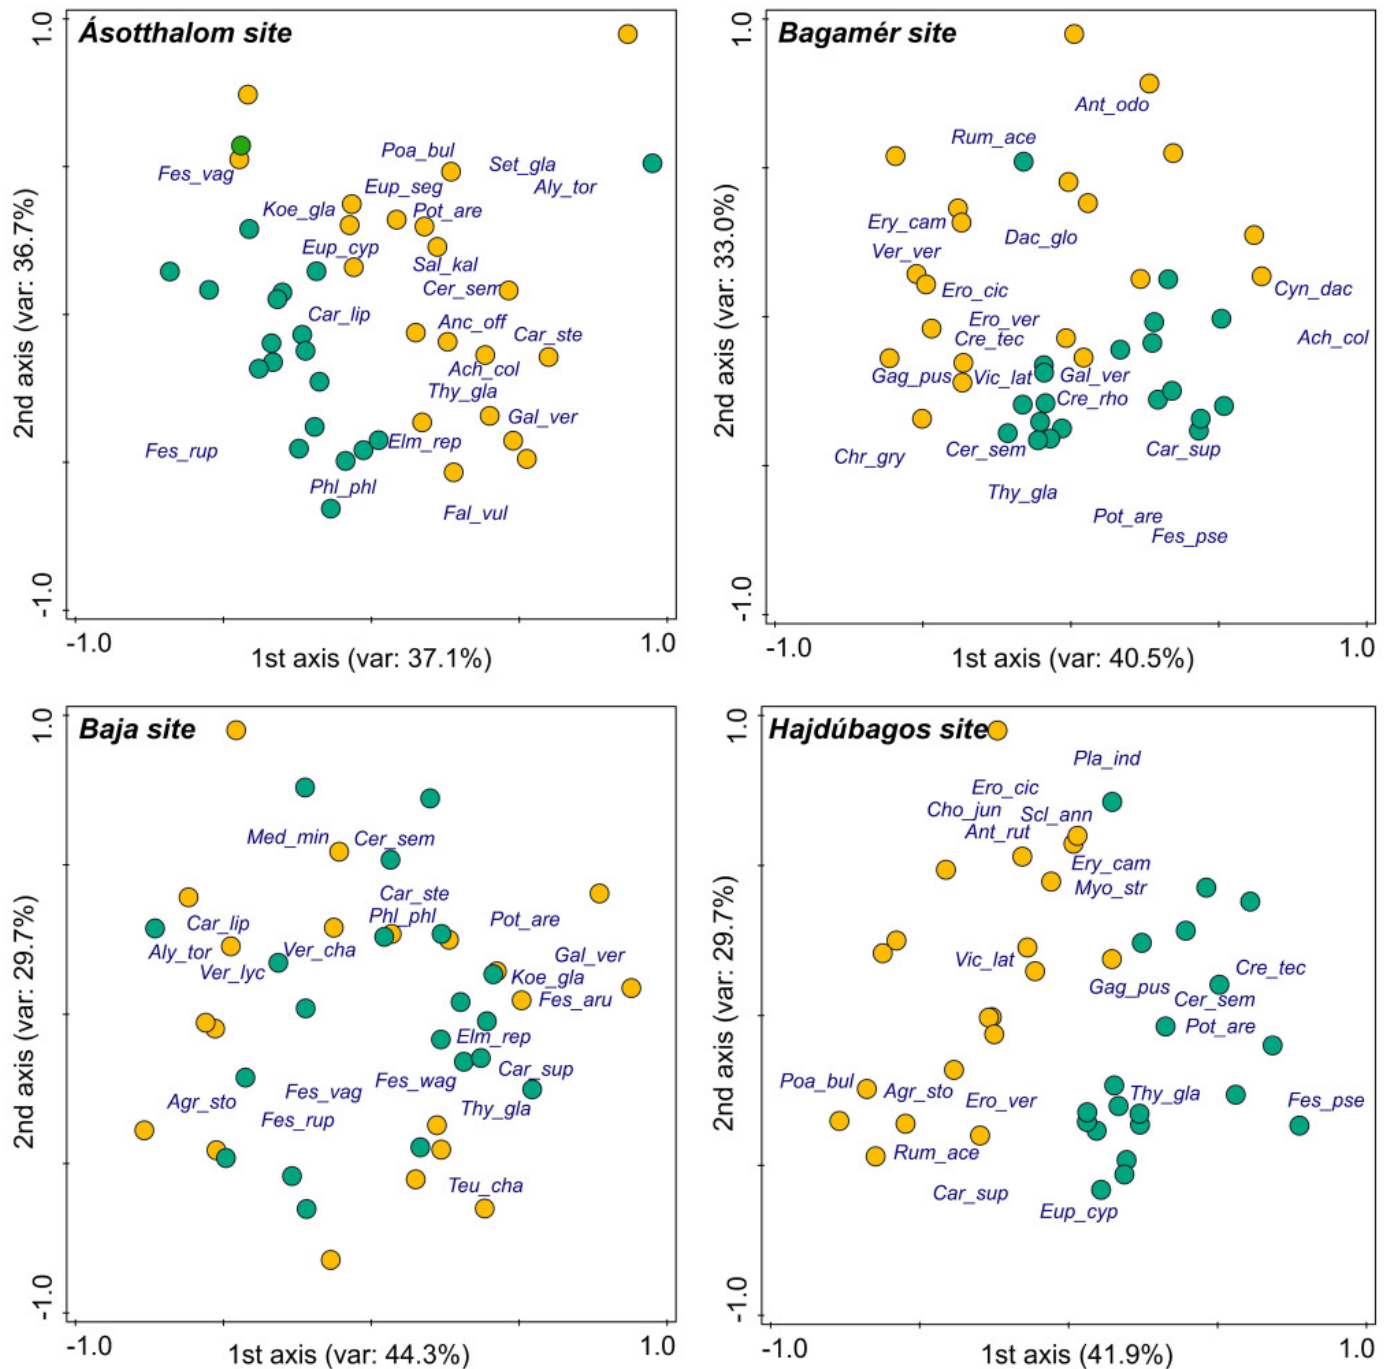 Ásotthalom site
1.0
Poa_bul
Set_gla
Fes_vag
Eup_seg
Aly_tor
Koe_gla
Pot_are
Eup_cyp
Sal_kal
Cer_sem
Car_lip
Anc_off
Car_ste
Ach_col
Thy_gla
Gal_ver
Elm_rep
Fes_rup
Phl_phl
Fal_vul
2nd axis (var: 36.7%)
-1.0
-1.0
1.0
1st axis (var: 37.1%)
Bagamér site
1.0
Ant_odo
Rum_ace
Ery_cam
Dac_glo
Ver_ver
Ero_cic
Cyn_dac
Ero_ver
Cre_tec
Ach_col
Gag_pus
Vic_lat
Gal_ver
Cre_rho
Chr_gry
Cer_sem
Car_sup
Thy_gla
Pot_are
Fes_pse
2nd axis (var: 33.0%)
-1.0
-1.0
1.0
1st axis (var: 40.5%)
Baja site
1.0
Med_min
Cer_sem
Car_ste
Phl_phl
Pot_are
Car_lip
Aly_tor
Ver_cha
Gal_ver
Ver_lyc
Koe_gla
Fes_aru
Elm_rep
Car_sup
Fes_wag
Fes_vag
Agr_sto
Thy_gla
Fes_rup
Teu_cha
2nd axis (var: 29.9%)
-1.0
-1.0
1.0
1st axis (var: 44.3%)
Hajdúbagos site
1.0
Pla_ind
Ero_cic
Cho_jun
Scl_ann
Ant_rut
Ery_cam
Myo_str
Vic_lat
Cre_tec
Gag_pus
Cer_sem
Pot_are
Poa_bul
Agr_sto
Ero_ver
Thy_gla
Fes_pse
Rum_ace
Car_sup
Eup_cyp
2nd axis (var: 29.7%)
-1.0
-1.0
1.0
1st axis (41.9%)